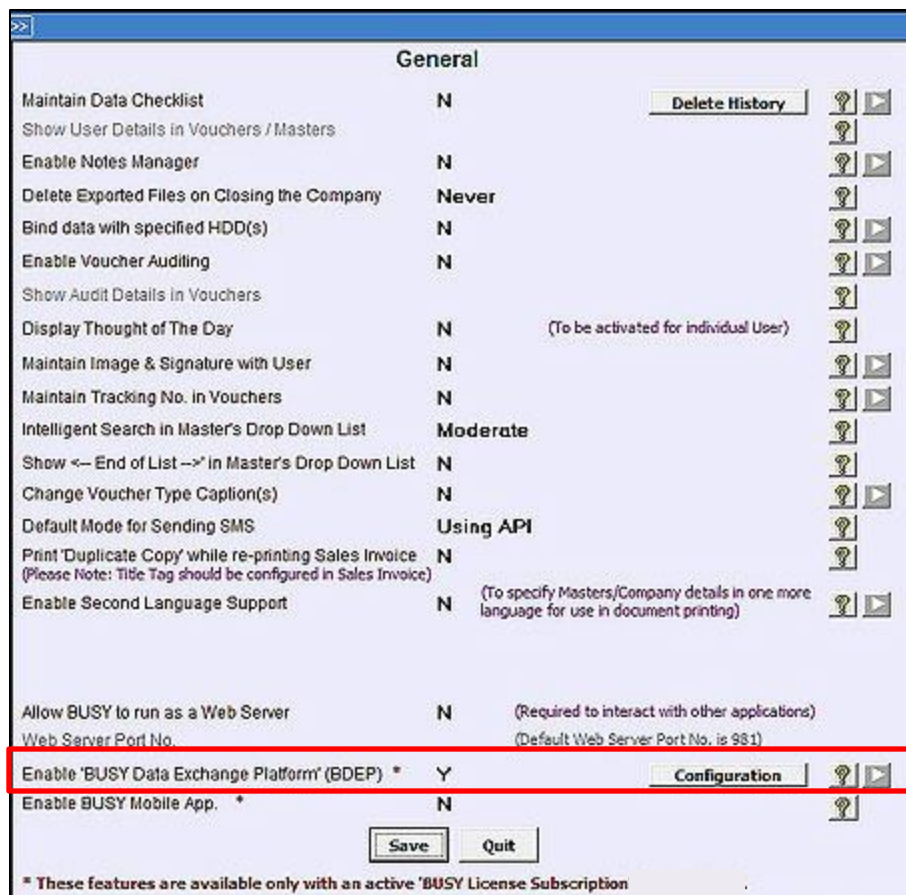 >>
General
Maintain Data Checklist N Delete History ?
Show User Details in Vouchers / Masters ?
Enable Notes Manager N ?
Delete Exported Files on Closing the Company Never ?
Bind data with specified HDD(s) N ?
Enable Voucher Auditing N ?
Show Audit Details in Vouchers ?
Display Thought of The Day N (To be activated for individual User) ?
Maintain Image & Signature with User N ?
Maintain Tracking No. in Vouchers N ?
Intelligent Search in Master's Drop Down List Moderate ?
Show <-- End of List -->' in Master's Drop Down List N ?
Change Voucher Type Caption(s) N ?
Default Mode for Sending SMS Using API ?
Print 'Duplicate Copy' while re-printing Sales Invoice N ?
(Please Note: Title Tag should be configured in Sales Invoice)
Enable Second Language Support N (To specify Masters/Company details in one more ?
language for use in document printing)
Allow BUSY to run as a Web Server N (Required to interact with other applications)
Web Server Port No. (Default Web Server Port No. is 981)
Enable 'BUSY Data Exchange Platform' (BDEP) * Y Configuration ?
Enable BUSY Mobile App. * N ?
Save Quit
* These features are available only with an active 'BUSY License Subscription .